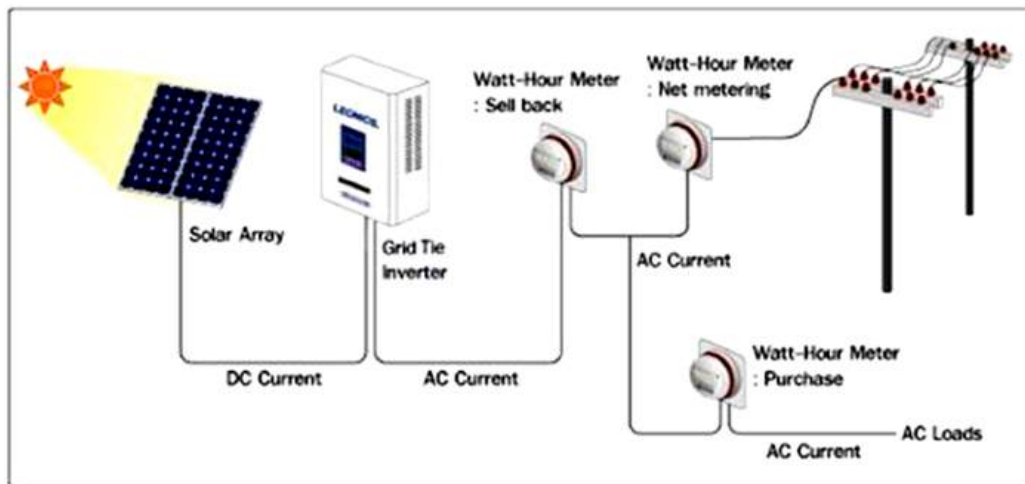 Watt-Hour Meter
: Sell back
Watt-Hour Meter
: Net metering
Solar Array
Grid Tie
Inverter
AC Current
DC Current
AC Current
Watt-Hour Meter
: Purchase
AC Current
AC Loads